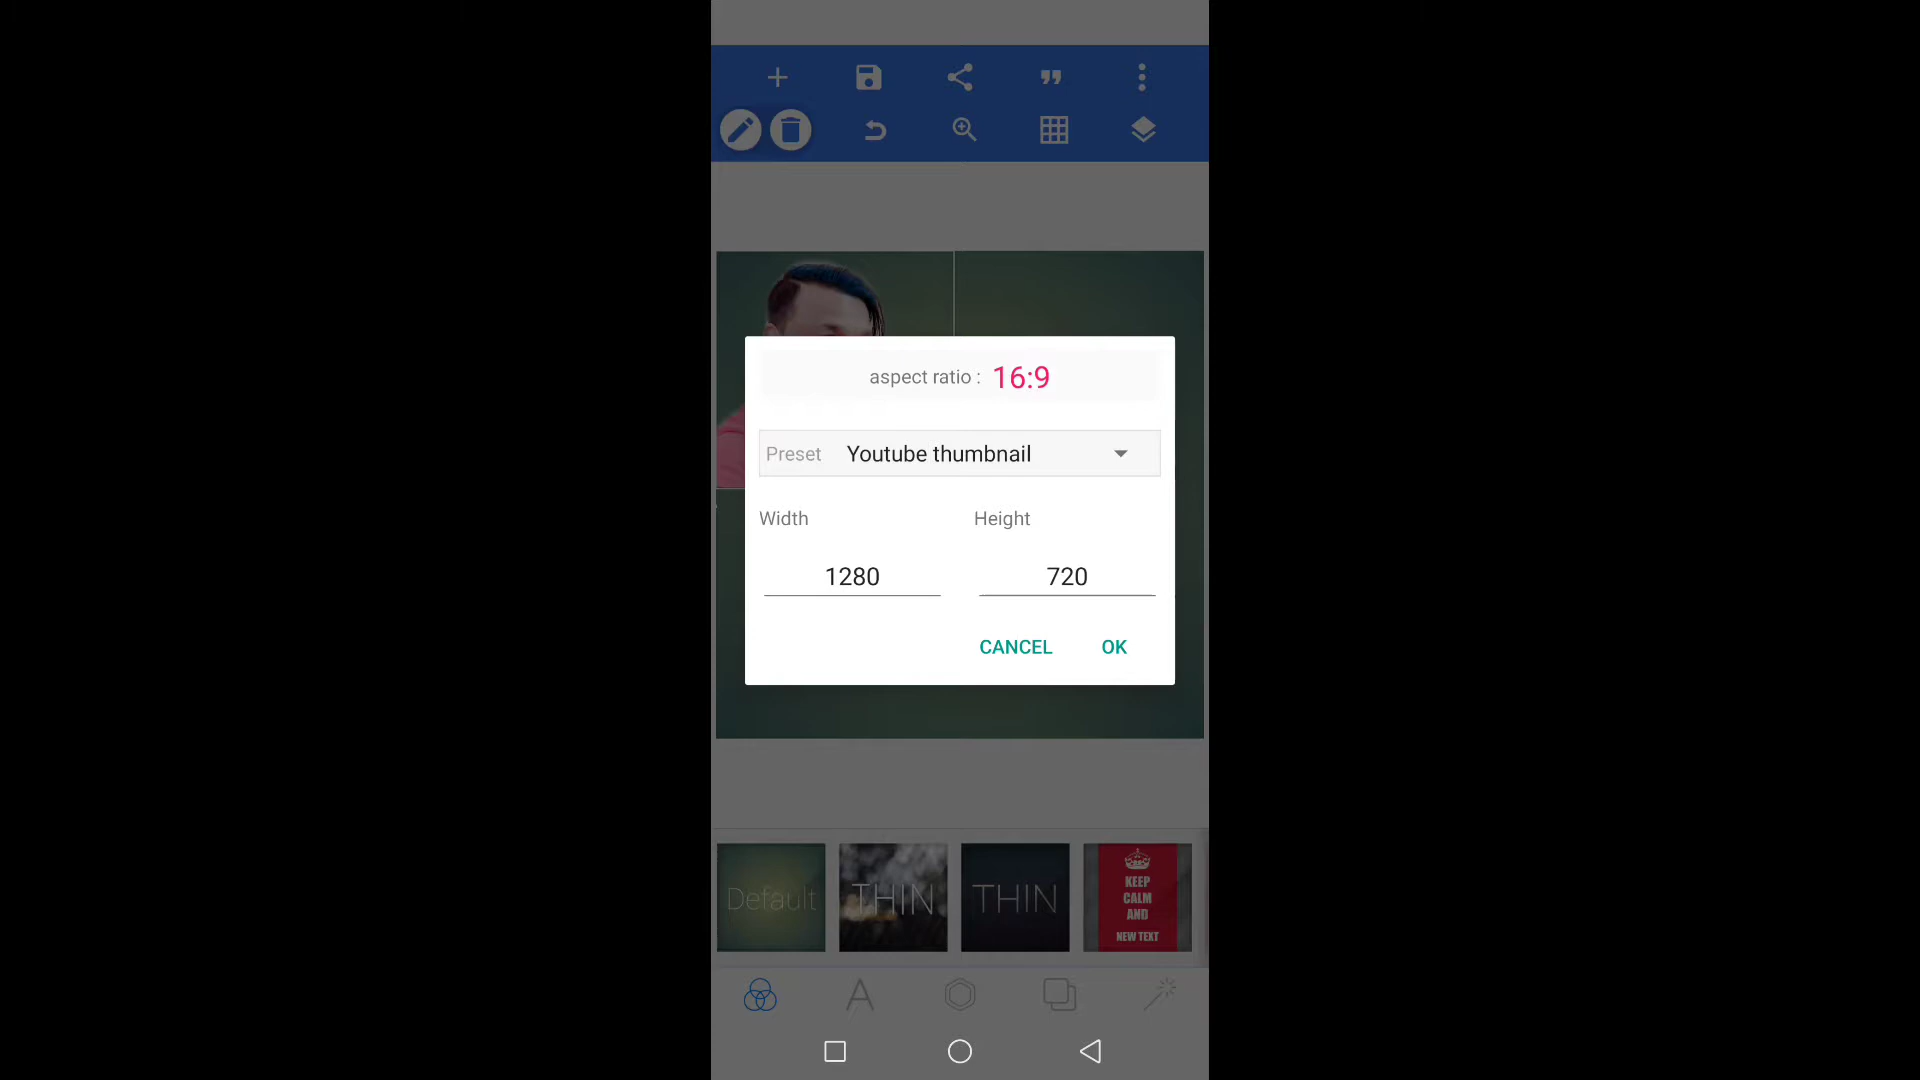 aspect ratio : 16:9
Preset Youtube thumbnail
Width Height
1280 720
CANCEL OK
Default THIN THIN
KEEP
CALM
AND
NEW TEXT
A